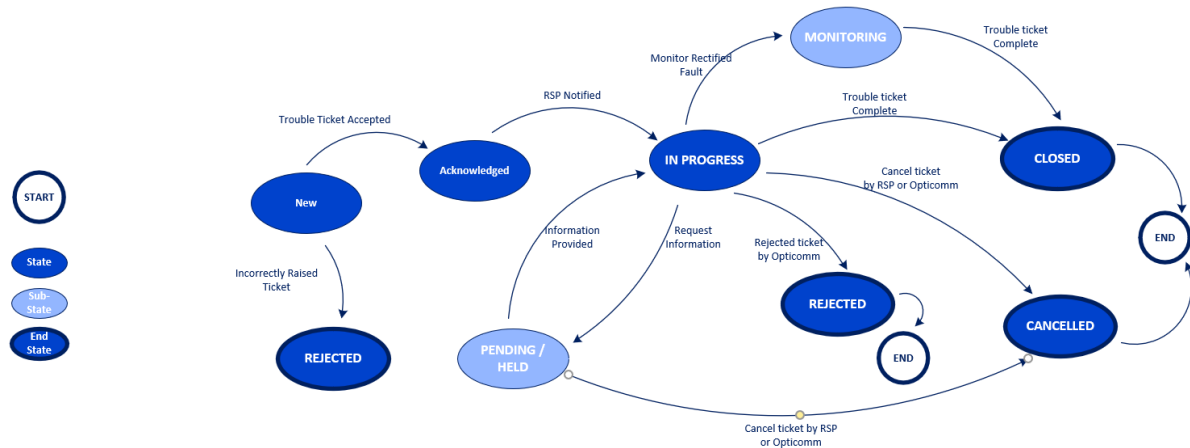 MONITORING
Trouble ticket
Complete
Monitor Rectified
Fault
RSP Notified
Trouble ticket
Complete
Trouble Ticket Accepted
IN PROGRESS
CLOSED
Acknowledged
Cancel ticket
by RSP or Opticomm
START
New
Information
Provided
Request
Information
END
Rejected ticket
by Opticomm
State
Incorrectly Raised
Ticket
Sub-
State
REJECTED
CANCELLED
End
State
REJECTED
PENDING /
HELD
END
Cancel ticket by RSP
or Opticomm